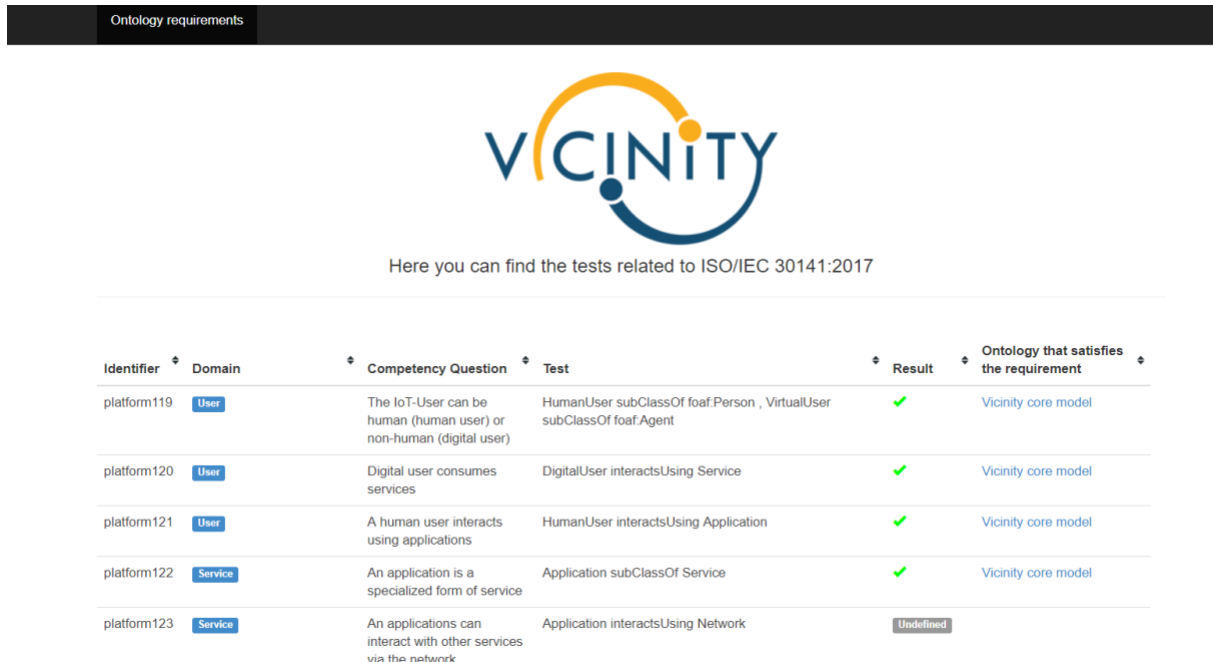 Ontology requirements
VICINITY
Here you can find the tests related to ISO/IEC 30141:2017
Identifier Domain Competency Question Test Result Ontology that satisfies the requirement
platform119 User The IoT-User can be human (human user) or non-human (digital user) HumanUser subClassOf foaf:Person , VirtualUser subClassOf foaf:Agent Vicinity core model
platform120 User Digital user consumes services DigitalUser interactsUsing Service Vicinity core model
platform121 User A human user interacts using applications HumanUser interactsUsing Application Vicinity core model
platform122 Service An application is a specialized form of service Application subClassOf Service Vicinity core model
platform123 Service An applications can interact with other services via the network Application interactsUsing Network Undefined